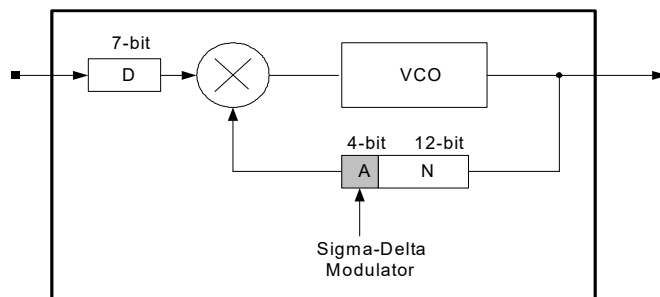 7-bit
D
VCO
4-bit 12-bit
A N
Sigma-Delta
Modulator